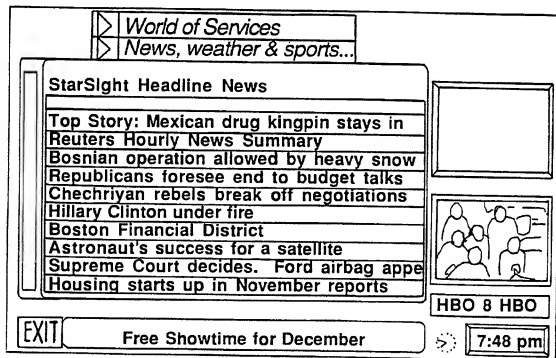 World of Services
News, weather & sports...
StarSight Headline News
Top Story: Mexican drug kingpin stays in
Reuters Hourly News Summary
Bosnian operation allowed by heavy snow
Republicans foresee end to budget talks
Chechriyan rebels break off negotiations
Hillary Clinton under fire
Boston Financial District
Astronaut's success for a satellite
Supreme Court decides. Ford airbag appe
Housing starts up in November reports
HBO 8 HBO
EXIT
Free Showtime for December
7:48 pm